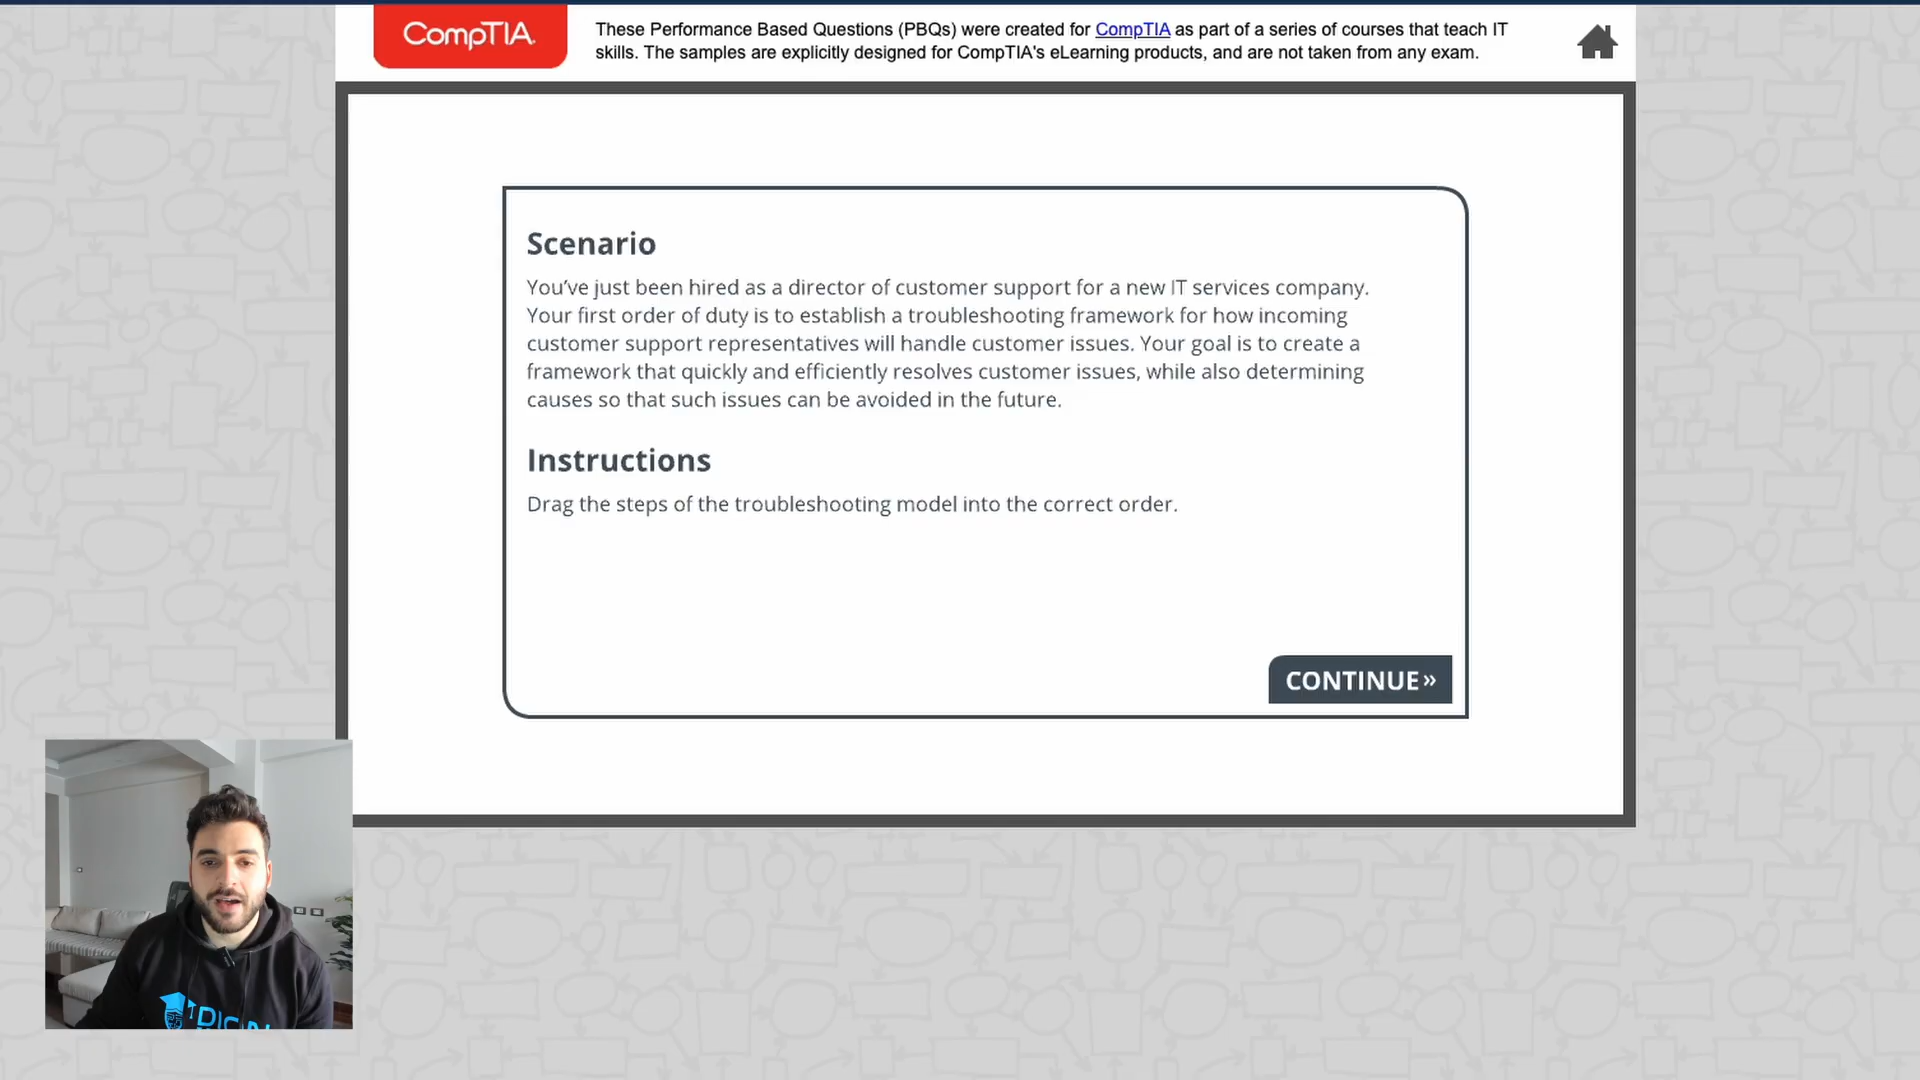 CompTIA.
These Performance Based Questions (PBQs) were created for CompTIA as part of a series of courses that teach IT
skills. The samples are explicitly designed for CompTIA's eLearning products, and are not taken from any exam.
Scenario
You've just been hired as a director of customer support for a new IT services company.
Your first order of duty is to establish a troubleshooting framework for how incoming
customer support representatives will handle customer issues. Your goal is to create a
framework that quickly and efficiently resolves customer issues, while also determining
causes so that such issues can be avoided in the future.
Instructions
Drag the steps of the troubleshooting model into the correct order.
CONTINUE»